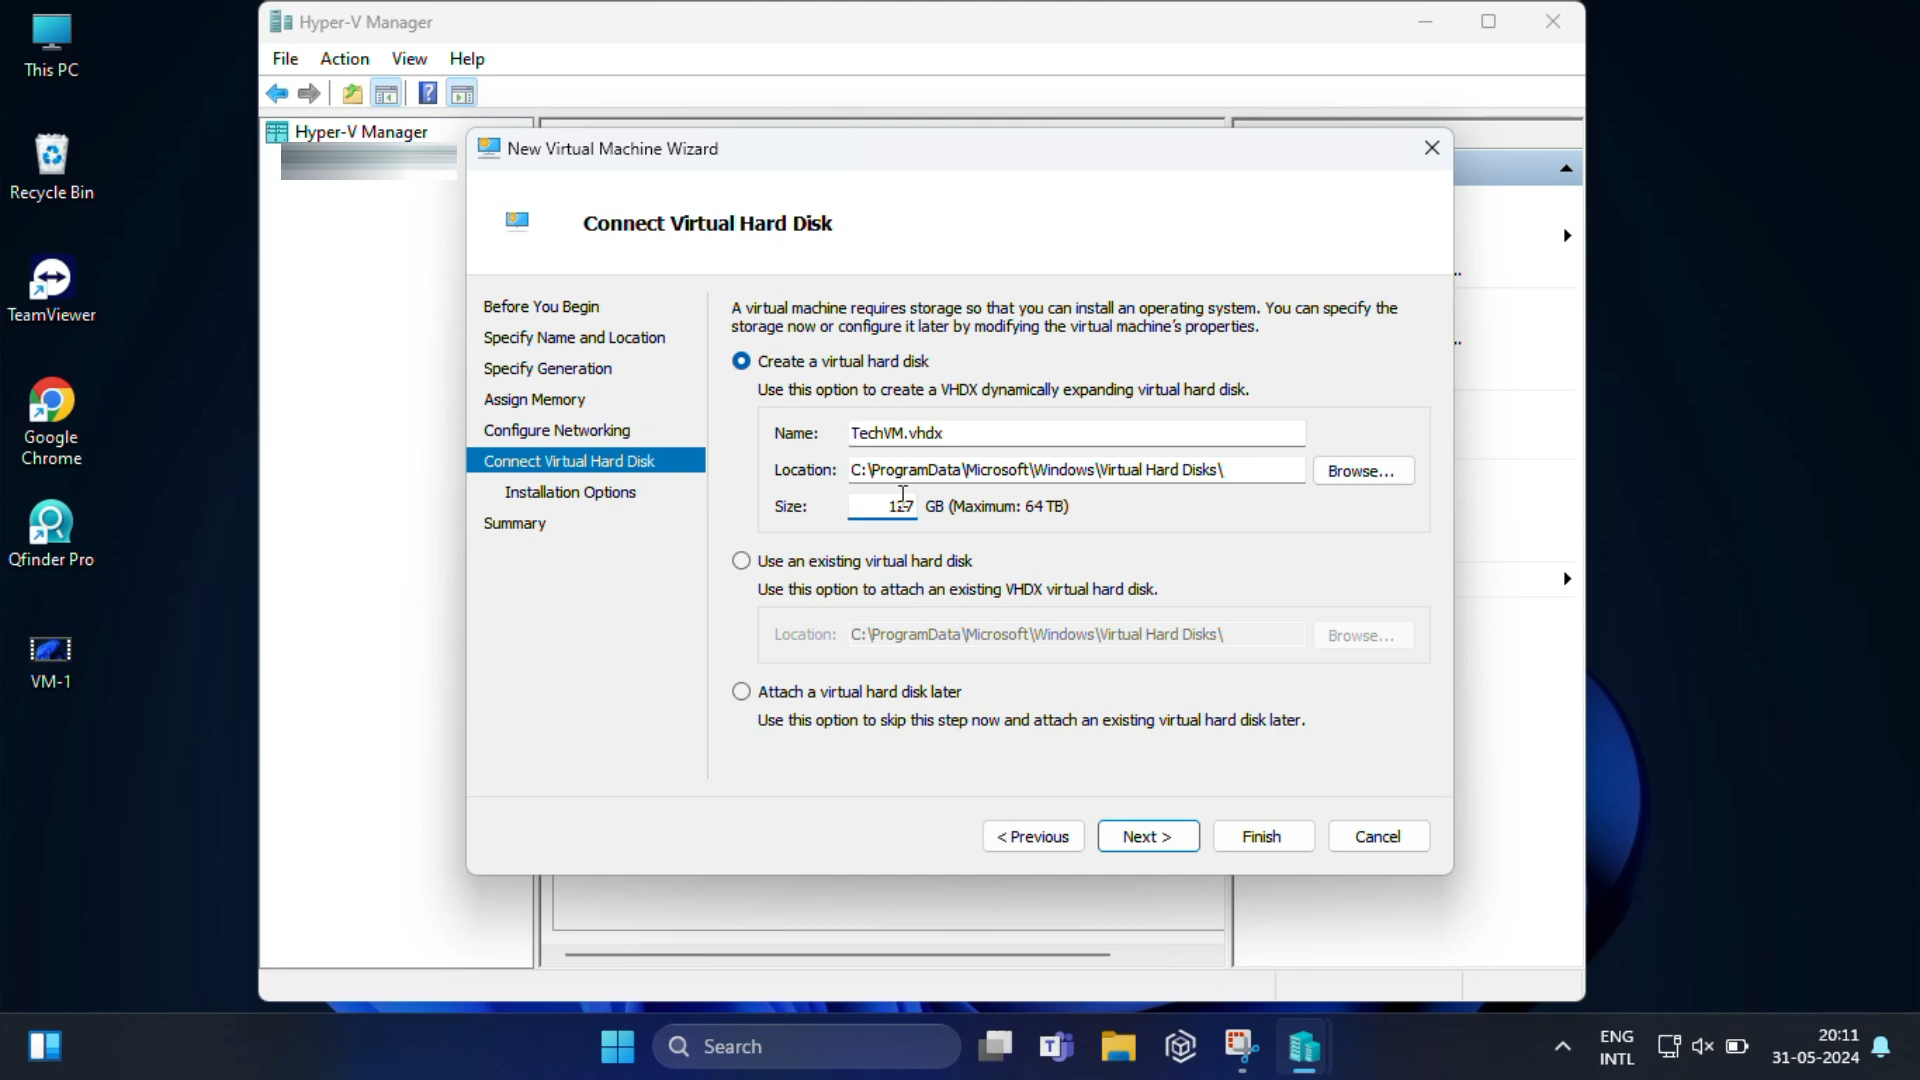 This PC
Recycle Bin
TeamViewer
Google
Chrome
Qfinder Pro
VM-1
Hyper-V Manager
File Action View Help
Hyper-V Manager
New Virtual Machine Wizard
Connect Virtual Hard Disk
Before You Begin
Specify Name and Location
Specify Generation
Assign Memory
Configure Networking
Connect Virtual Hard Disk
Installation Options
Summary
A virtual machine requires storage so that you can install an operating system. You can specify the
storage now or configure it later by modifying the virtual machine's properties.
Create a virtual hard disk
Use this option to create a VHDX dynamically expanding virtual hard disk.
Name: TechVM.vhdx
Location: C:\ProgramData\Microsoft\Windows\Virtual Hard Disks\ Browse...
Size: 127 GB (Maximum: 64 TB)
Use an existing virtual hard disk
Use this option to attach an existing VHDX virtual hard disk.
Location: C:\ProgramData\Microsoft\Windows\Virtual Hard Disks\ Browse...
Attach a virtual hard disk later
Use this option to skip this step now and attach an existing virtual hard disk later.
< Previous Next > Finish Cancel
Search
ENG
INTL
20:11
31-05-2024